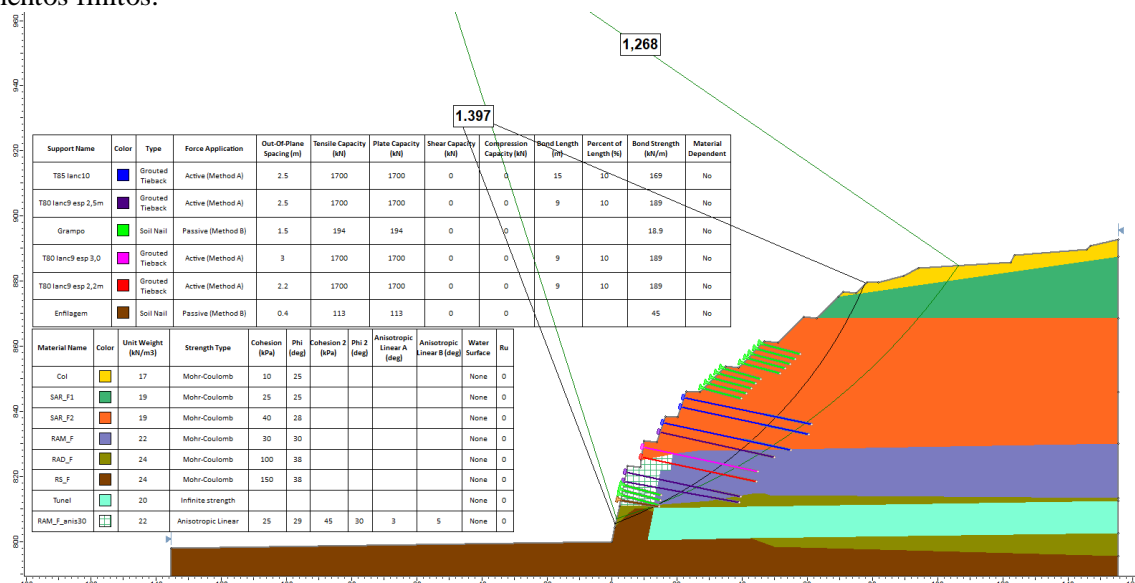 mentos finitos.
1,268
1.397
Support Name Color Type Force Application Out-Of-Plane Spacing (m) Tensile Capacity (kN) Plate Capacity (kN) Shear Capacity (kN) Compression Capacity (kN) Bond Length (m) Percent of Length (%) Bond Strength (kN/m) Material Dependent
T85 lanc10 Grouted Tieback Active (Method A) 2.5 1700 1700 0 0 15 10 169 No
T80 lanc9 esp 2,5m Grouted Tieback Active (Method A) 2.5 1700 1700 0 0 9 10 189 No
Grampo Soil Nail Passive (Method B) 1.5 194 194 0 0 18.9 No
T80 lanc9 esp 3,0 Grouted Tieback Active (Method A) 3 1700 1700 0 0 9 10 189 No
T80 lanc9 esp 2,2m Grouted Tieback Active (Method A) 2.2 1700 1700 0 0 9 10 189 No
Enfilagem Soil Nail Passive (Method B) 0.4 113 113 0 0 45 No
Material Name Color Unit Weight (kN/m3) Strength Type Cohesion (kPa) Phi (deg) Cohesion 2 (kPa) Phi 2 (deg) Anisotropic Linear A (deg) Anisotropic Linear B (deg) Water Surface Ru
Col 17 Mohr-Coulomb 10 25 None 0
SAR_F1 19 Mohr-Coulomb 25 25 None 0
SAR_F2 19 Mohr-Coulomb 40 28 None 0
RAM_F 22 Mohr-Coulomb 30 30 None 0
RAD_F 24 Mohr-Coulomb 100 38 None 0
RS_F 24 Mohr-Coulomb 150 38 None 0
Tunel 20 Infinite strength None 0
RAM_F_anis30 22 Anisotropic Linear 25 29 45 30 3 5 None 0
960
940
920
900
880
860
840
820
800